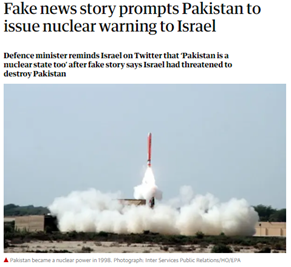 Fake news story prompts Pakistan to
issue nuclear warning to Israel
Defence minister reminds Israel on Twitter that 'Pakistan is a
nuclear state too' after fake story says Israel had threatened to
destroy Pakistan
▲ Pakistan became a nuclear power in 1998. Photograph: Inter Services Public Relations/HO/EPA